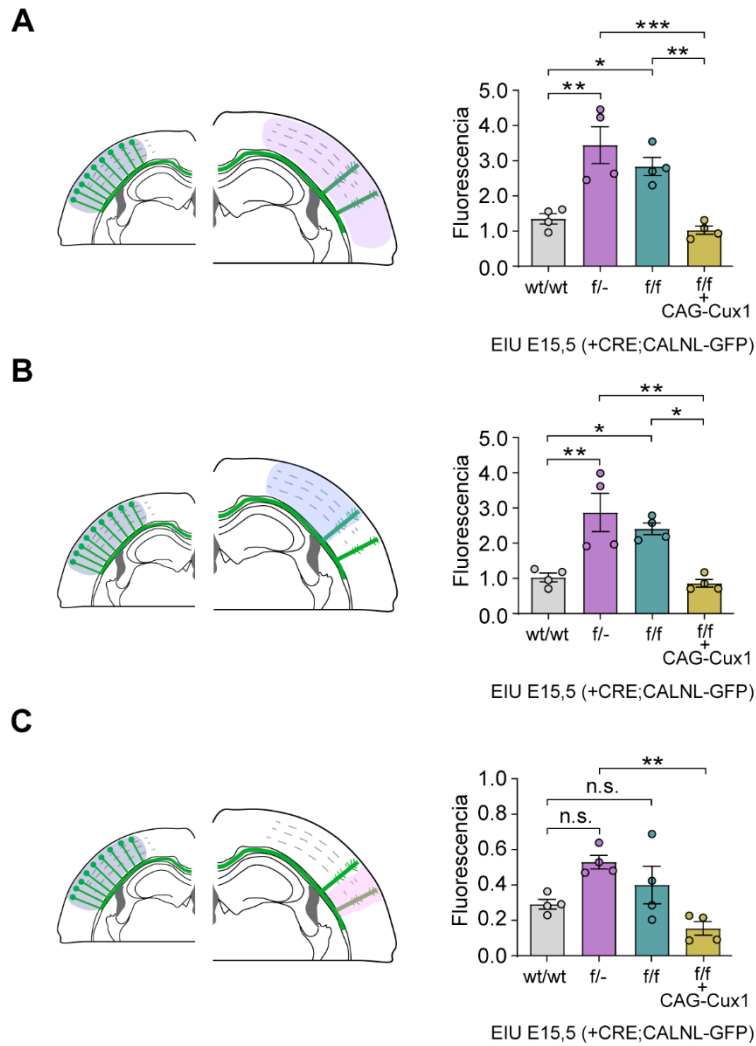 A
***
*
**
**
5.0
4.0
3.0
2.0
1.0
0.0
Fluorescencia
wt/wt
f/-
f/f
f/f
+
CAG-Cux1
EIU E15,5 (+CRE;CALNL-GFP)
B
**
*
*
**
5.0
4.0
3.0
2.0
1.0
0.0
Fluorescencia
wt/wt
f/-
f/f
f/f
+
CAG-Cux1
EIU E15,5 (+CRE;CALNL-GFP)
C
**
n.s.
n.s.
1.0
0.8
0.6
0.4
0.2
0.0
Fluorescencia
wt/wt
f/-
f/f
f/f
+
CAG-Cux1
EIU E15,5 (+CRE;CALNL-GFP)